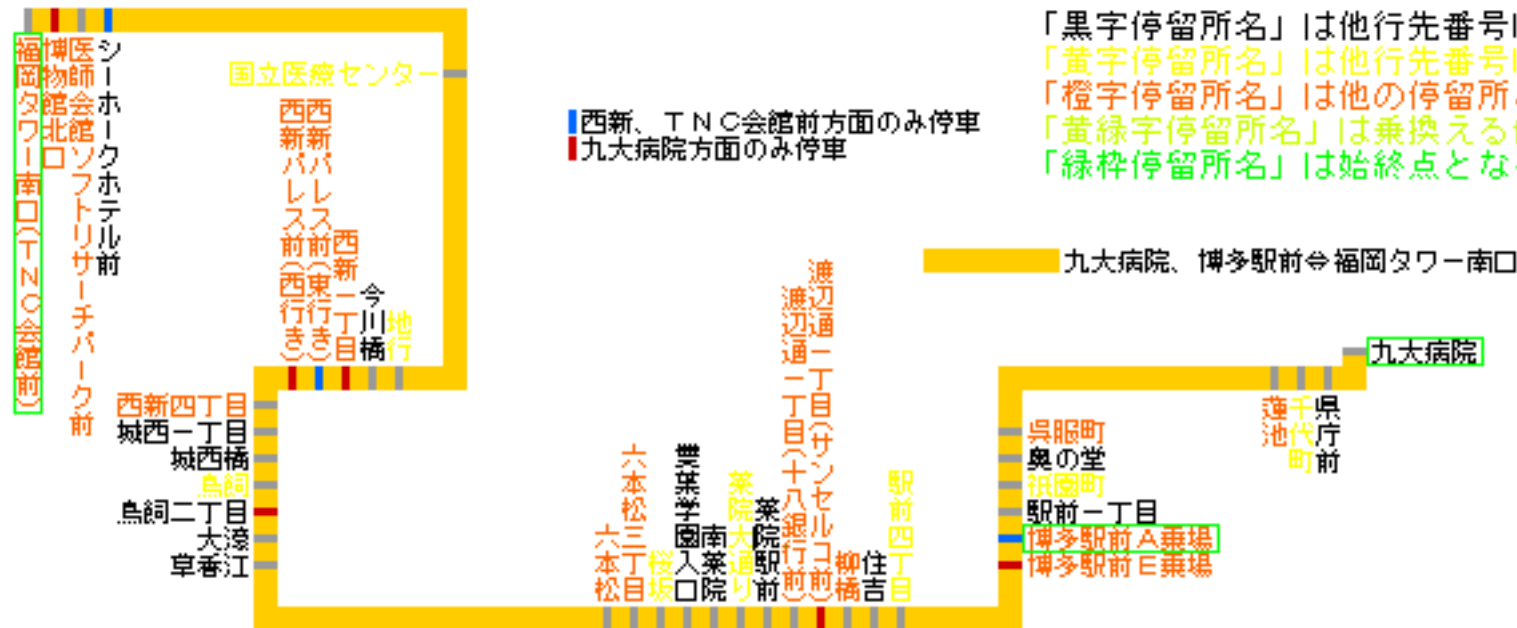 福岡タワー南口(TNC会館前)
博物館北口
医師会館ソフトリサーチパーク前
シーホークホテル前
国立医療センター
西新パレス前(西行き)
西新パレス前(東行き)
西新一丁目
今川橋
地行
西新、TNC会館前方面のみ停車
九大病院方面のみ停車
「黒字停留所名」は他行先番号
「黄字停留所名」は他行先番号
「橙字停留所名」は他の停留所
「黄緑字停留所名」は乗換える
「緑枠停留所名」は始終点とな
九大病院、博多駅前⇔福岡タワー南口
西新四丁目
城西一丁目
城西橋
鳥飼
鳥飼二丁目
大濠
草香江
六本松
六本松三丁目
桜坂
農業学園入口
南薬院
薬院大通り
薬院駅前
渡辺通一丁目(十八銀行前)
渡辺通一丁目(サンセルコ前)
柳橋
住吉
駅前四丁目
呉服町
奥の堂
祇園町
駅前一丁目
博多駅前A乗場
博多駅前E乗場
蓮池
千代町
県庁前
九大病院